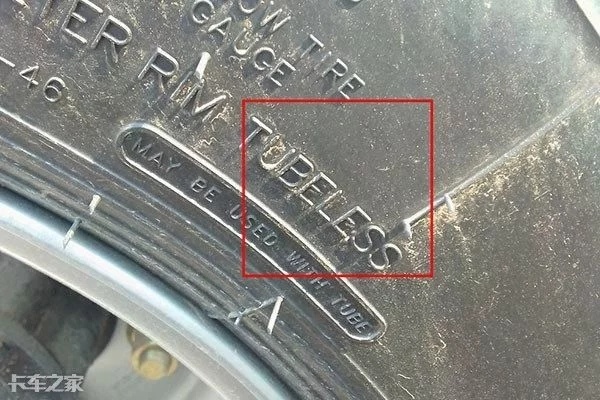 OW TIRE
GAUGE
TER RIM TUBELESS
-46
MAY BE USED WITH TUBE
卡车之家